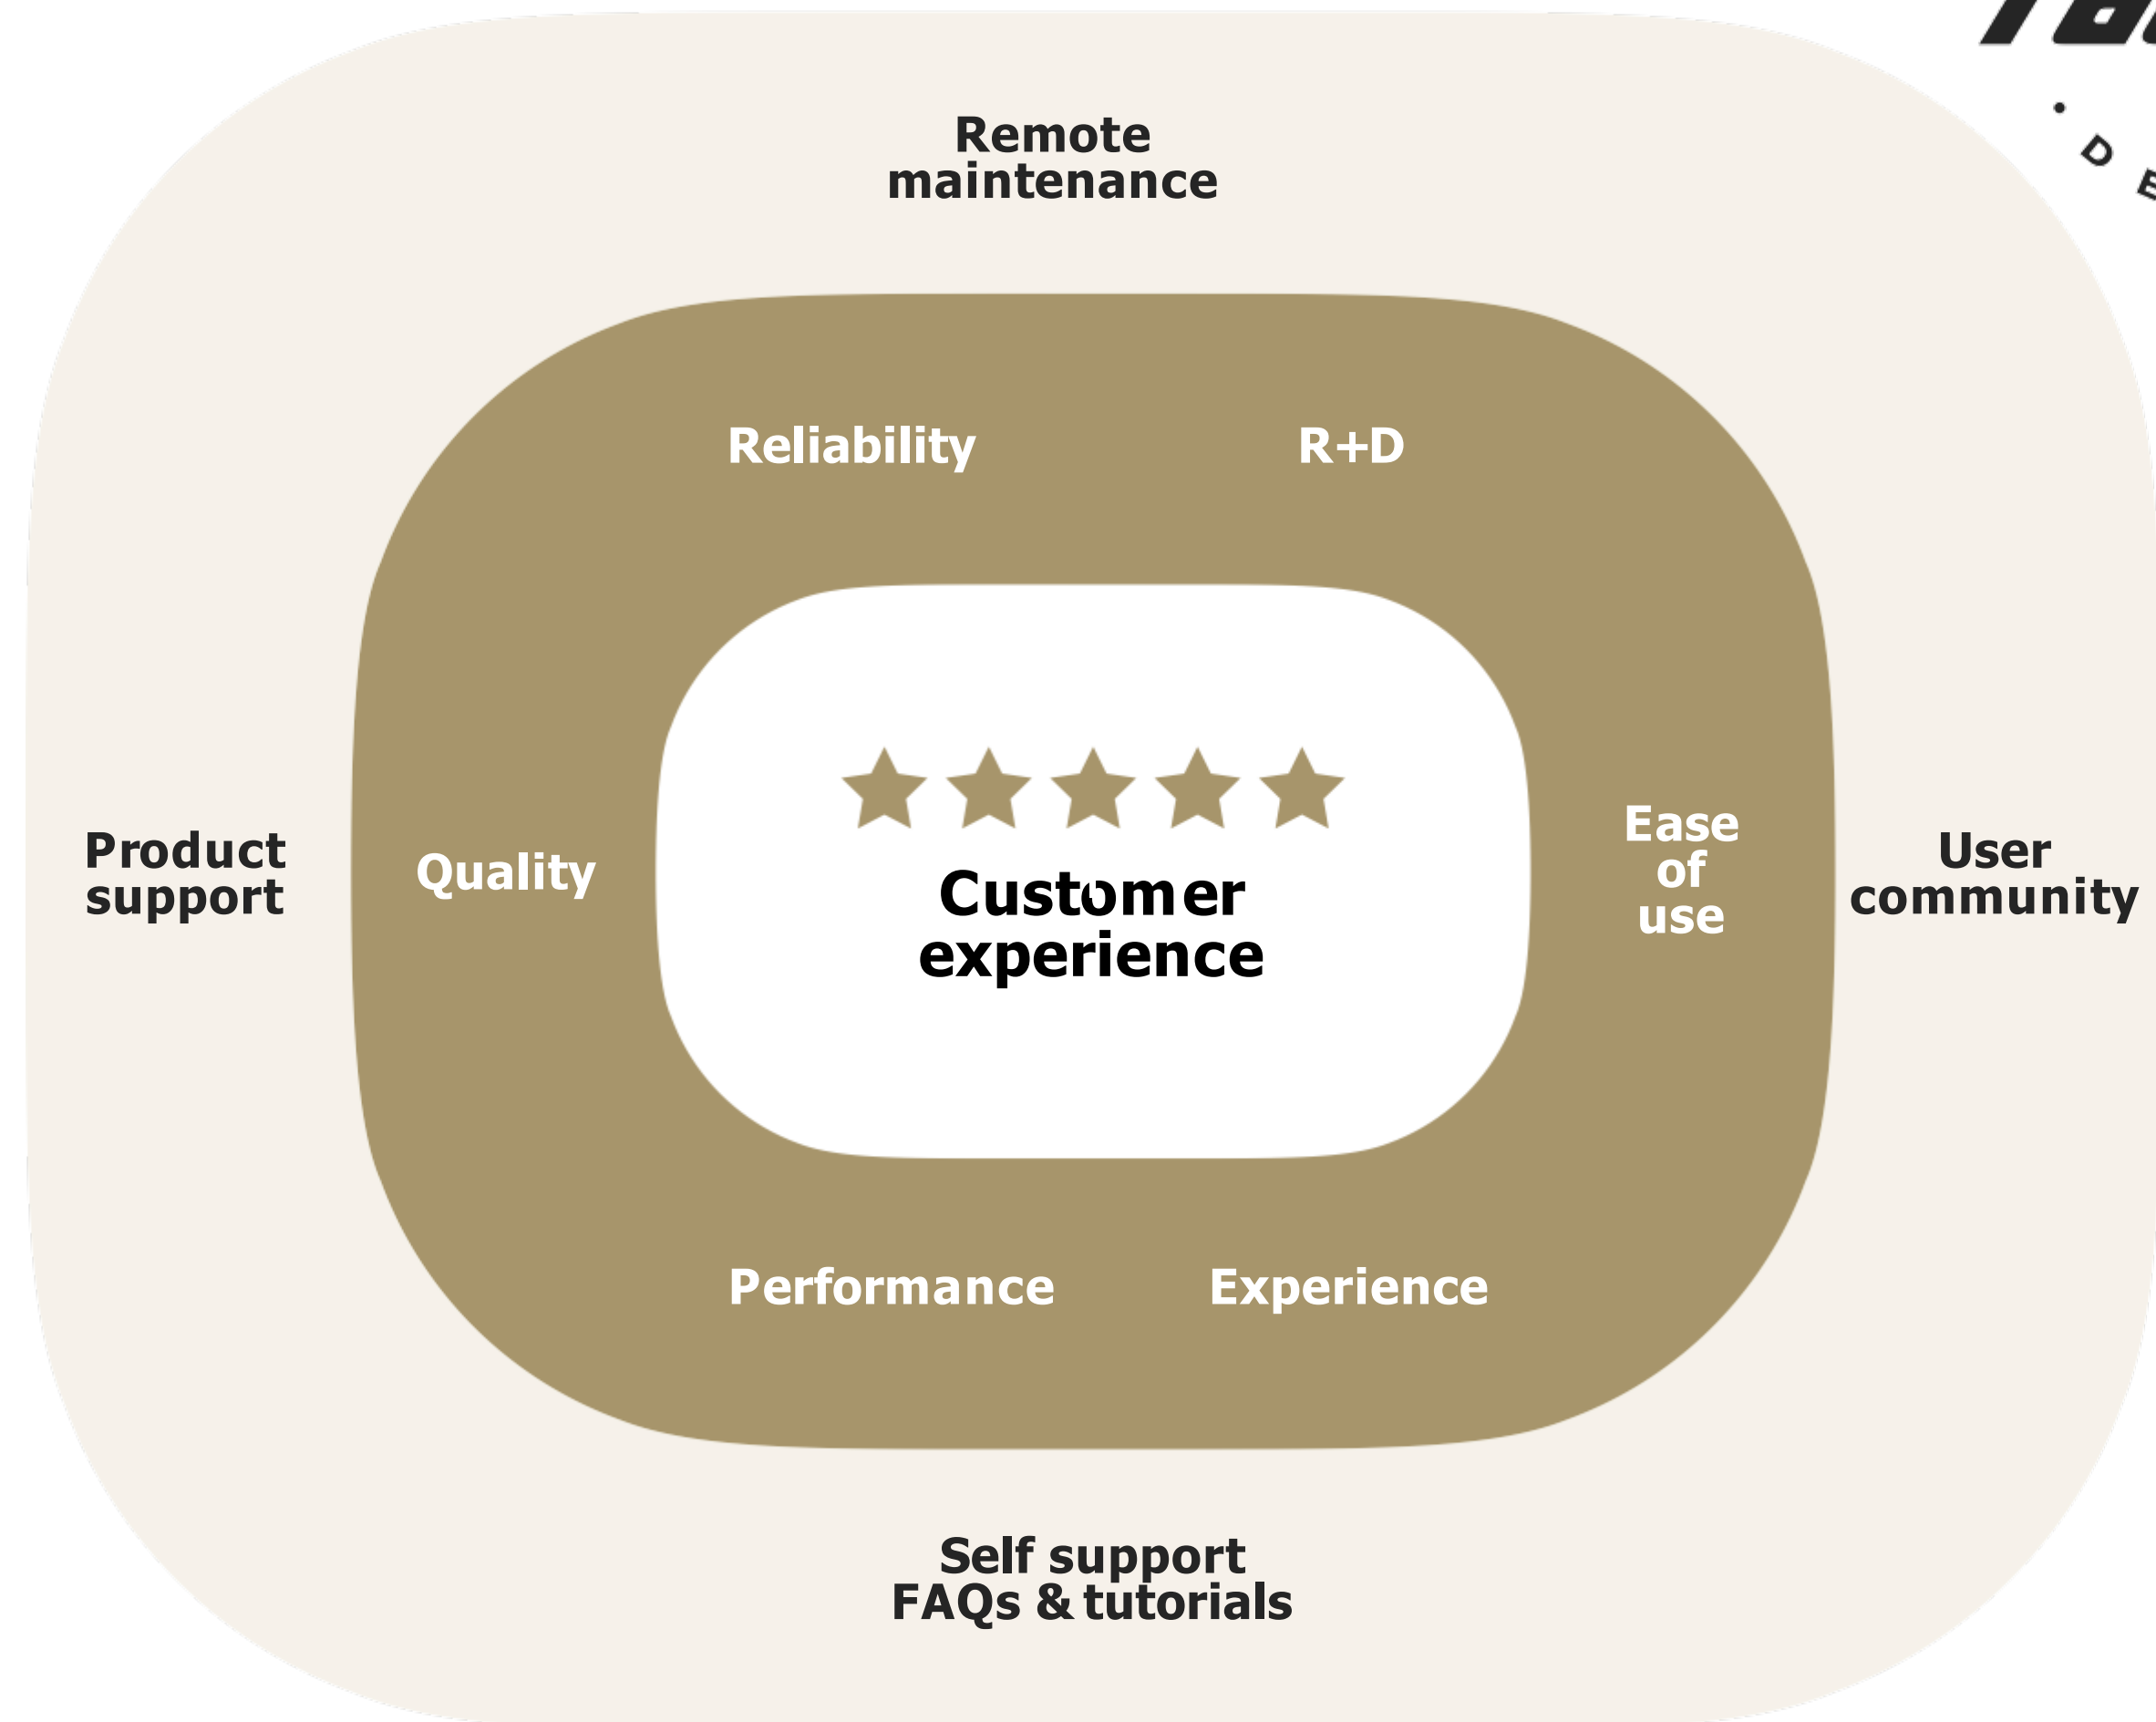 Remote
maintenance
Reliability
R+D
Product
support
Quality
Customer
experience
Ease
of
use
User
community
Performance
Experience
Self support
FAQs & tutorials